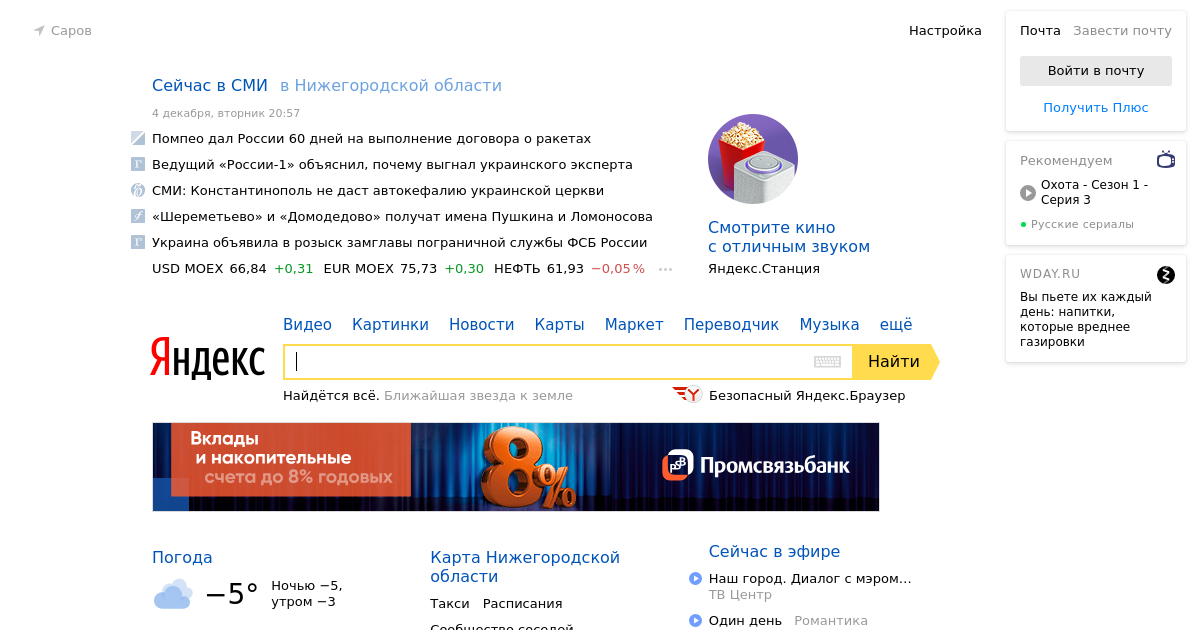 Саров
Настройка
Почта Завести почту
Войти в почту
Получить Плюс
Сейчас в СМИ в Нижегородской области
4 декабря, вторник 20:57
Помпео дал России 60 дней на выполнение договора о ракетах
Ведущий «России-1» объяснил, почему выгнал украинского эксперта
СМИ: Константинополь не даст автокефалию украинской церкви
«Шереметьево» и «Домодедово» получат имена Пушкина и Ломоносова
Украина объявила в розыск замглавы пограничной службы ФСБ России
USD MOEX 66,84 +0,31 EUR MOEX 75,73 +0,30 НЕФТЬ 61,93 −0,05%
Смотрите кино
с отличным звуком
Яндекс.Станция
Рекомендуем
Охота - Сезон 1 -
Серия 3
Русские сериалы
WDAY.RU
Вы пьете их каждый
день: напитки,
которые вреднее
газировки
Видео Картинки Новости Карты Маркет Переводчик Музыка ещё
Яндекс
Найти
Найдётся всё. Ближайшая звезда к земле
Безопасный Яндекс.Браузер
Вклады
и накопительные
счета до 8% годовых
8%
PSB Промсвязьбанк
Погода
−5°
Ночью −5,
утром −3
Карта Нижегородской
области
Такси Расписания
Сообщество соседей
Сейчас в эфире
Наш город. Диалог с мэром...
ТВ Центр
Один день Романтика